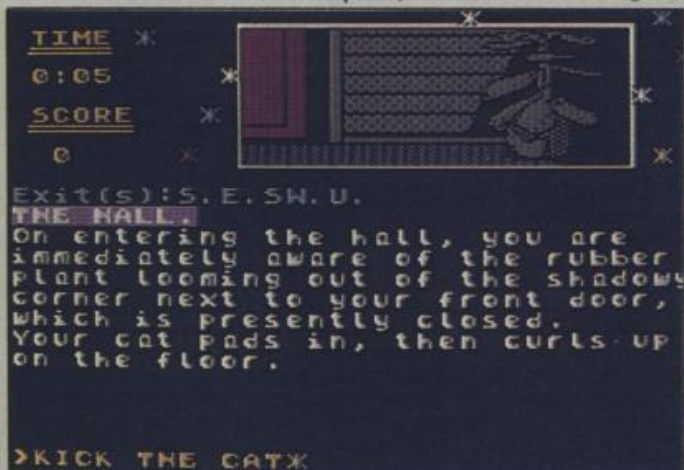 TIME
0:05
SCORE
0
Exit(s):S.E.SW.U.
THE HALL.
On entering the hall, you are
immediately aware of the rubber
plant looming out of the shadowy
corner next to your front door,
which is presently closed.
Your cat pads in, then curls up
on the floor.
>KICK THE CAT